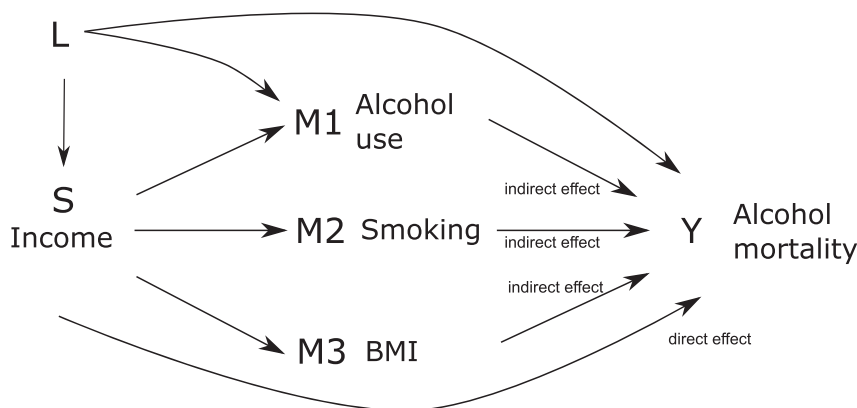 L
M1 Alcohol
use
indirect effect
S
Income
M2 Smoking
indirect effect
Y Alcohol
mortality
indirect effect
M3 BMI
direct effect